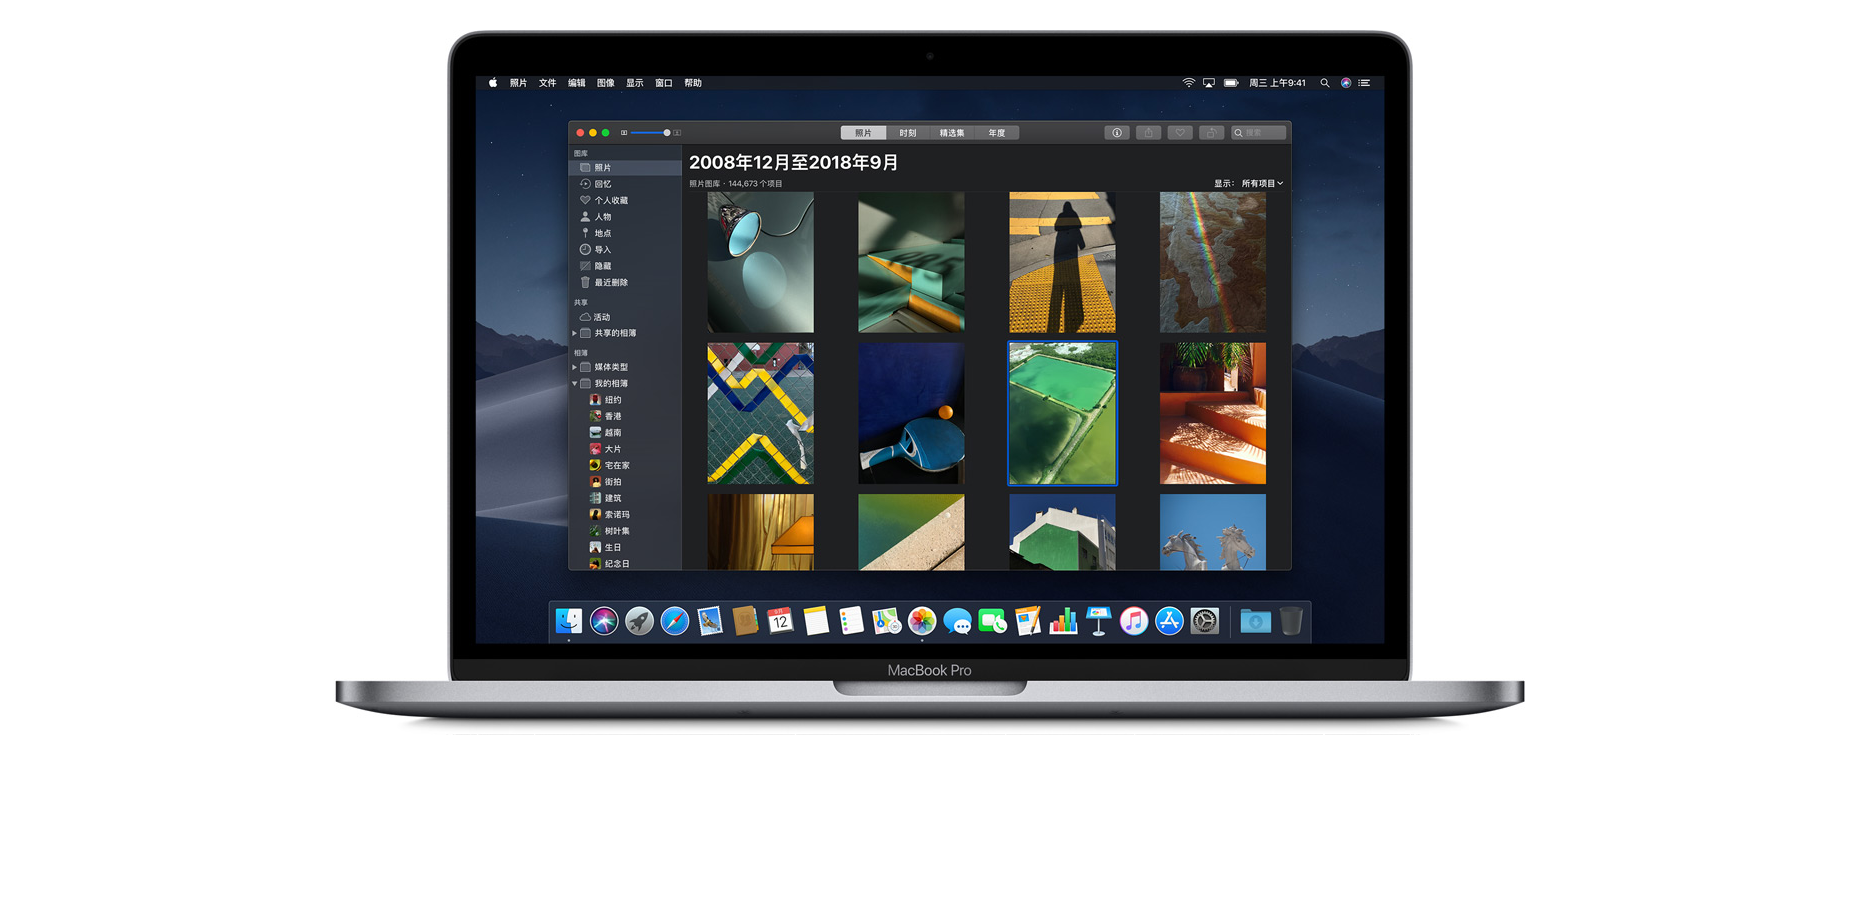 照片 文件 编辑 图像 显示 窗口 帮助 周三 上午9:41
照片 时刻 精选集 年度 搜索
图库
照片
回忆
个人收藏
人物
地点
导入
隐藏
最近删除
共享
活动
共享的相簿
相簿
媒体类型
我的相簿
纽约
香港
越南
大片
宅在家
街拍
建筑
索诺玛
树叶集
生日
纪念日
2008年12月至2018年9月
照片图库 · 144,673 个项目
显示： 所有项目
9月
12
MacBook Pro